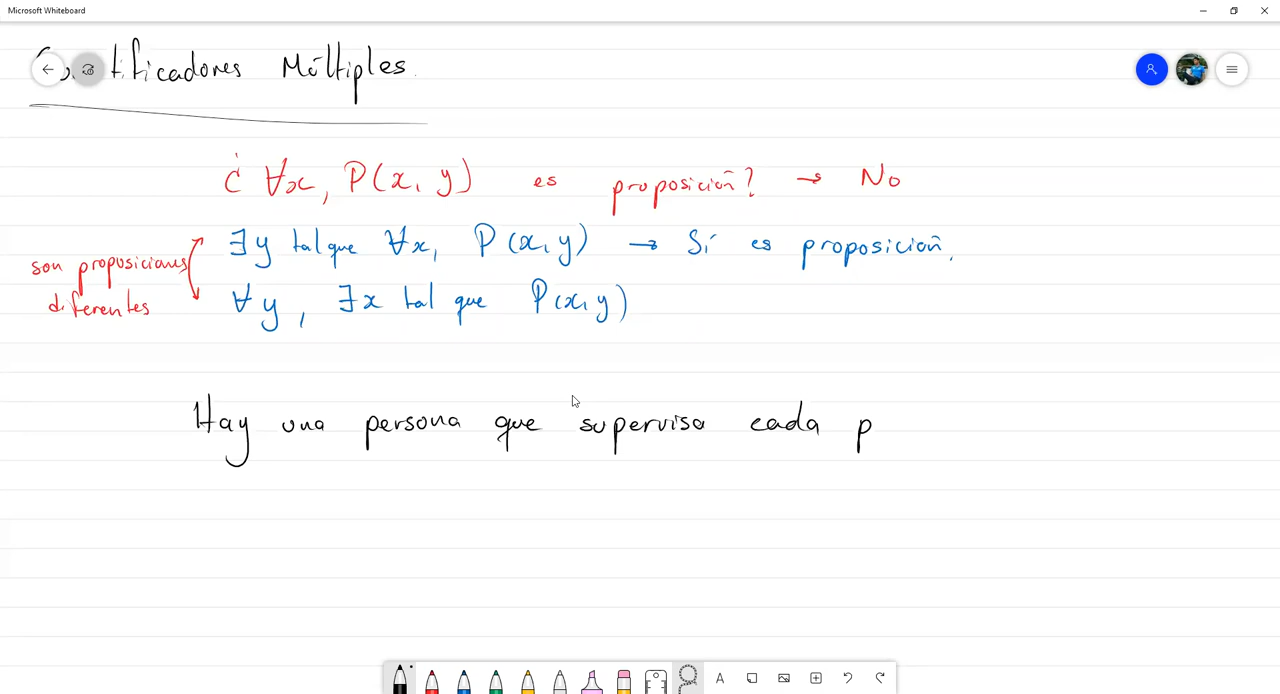 Microsoft Whiteboard
Múltiples.
¿ ∀x, P(x, y) es proposición? → No
∃y tal que ∀x, P(x, y) → Sí es proposición.
son proposiciones
diferentes
∀y, ∃x tal que P(x, y)
Hay una persona que supervisa cada p
A